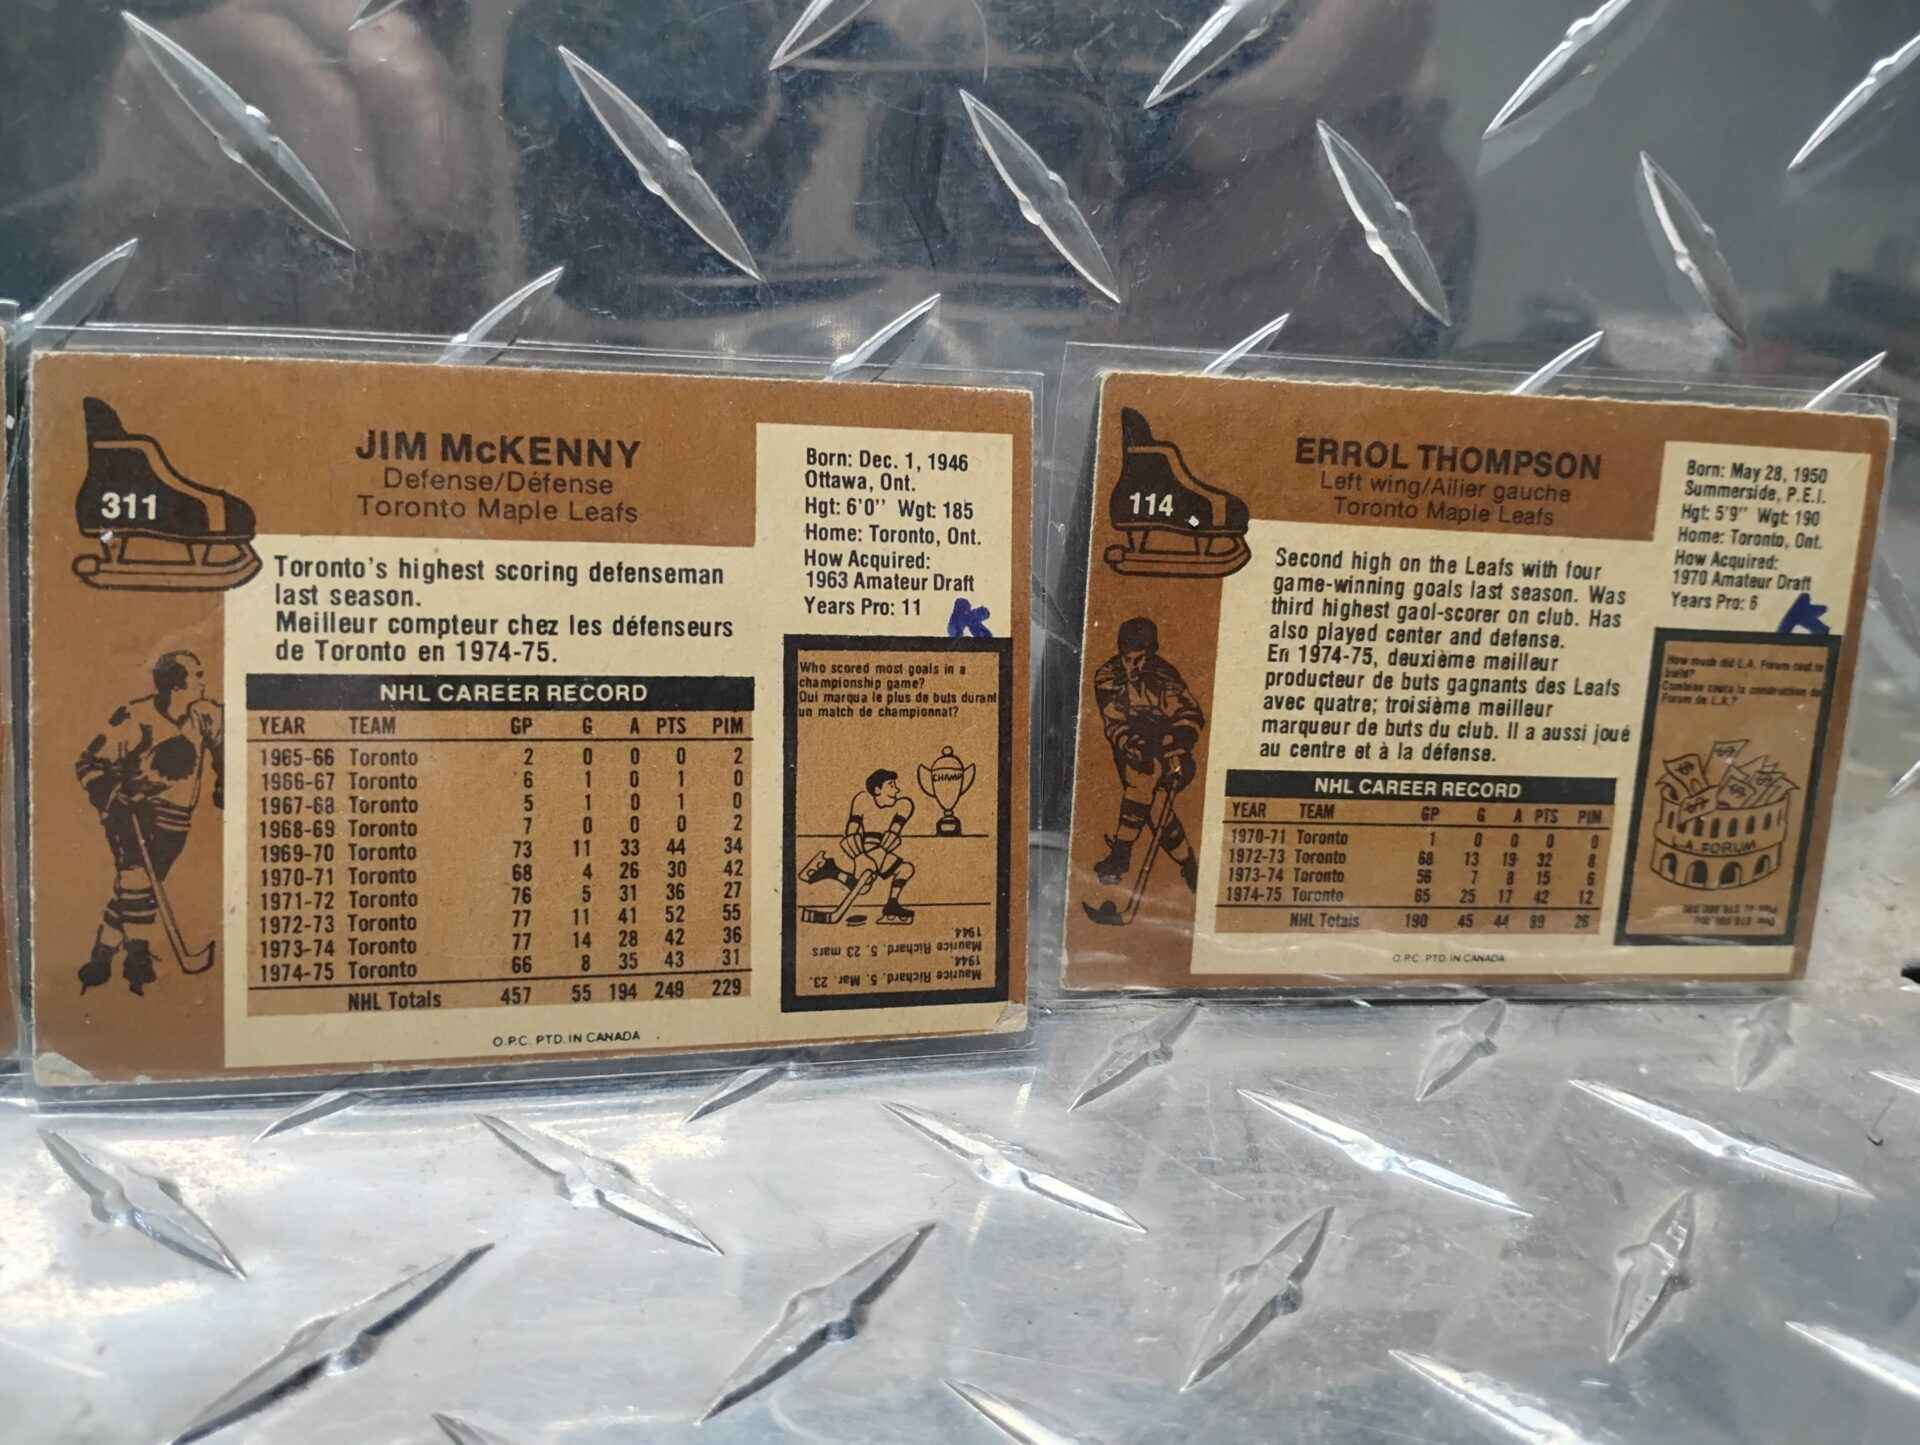 311
JIM McKENNY
Defense/Défense
Toronto Maple Leafs
Born: Dec. 1, 1946
Ottawa, Ont.
Hgt: 6'0" Wgt: 185
Home: Toronto, Ont.
How Acquired:
1963 Amateur Draft
Years Pro: 11
Toronto's highest scoring defenseman
last season.
Meilleur compteur chez les défenseurs
de Toronto en 1974-75.
NHL CAREER RECORD
YEAR TEAM GP G A PTS PIM
1965-66 Toronto 2 0 0 0 2
1966-67 Toronto 6 1 0 1 0
1967-68 Toronto 5 1 0 1 0
1968-69 Toronto 7 0 0 0 2
1969-70 Toronto 73 11 33 44 34
1970-71 Toronto 68 4 26 30 42
1971-72 Toronto 76 5 31 36 27
1972-73 Toronto 77 11 41 52 55
1973-74 Toronto 77 14 28 42 36
1974-75 Toronto 66 8 35 43 31
NHL Totals 457 55 194 249 229
O.P.C. PTD. IN CANADA
Who scored most goals in a
championship game?
Qui marqua le plus de buts durant
un match de championnat?
CHAMP
Maurice Richard. 5. Mar. 23.
1944.
Maurice Richard. 5. 23 mars
1944.
114
ERROL THOMPSON
Left wing/Ailier gauche
Toronto Maple Leafs
Born: May 28, 1950
Summerside, P.E.I.
Hgt: 5'9" Wgt: 190
Home: Toronto, Ont.
How Acquired:
1970 Amateur Draft
Years Pro: 6
Second high on the Leafs with four
game-winning goals last season. Was
third highest gaol-scorer on club. Has
also played center and defense.
En 1974-75, deuxième meilleur
producteur de buts gagnants des Leafs
avec quatre; troisième meilleur
marqueur de buts du club. Il a aussi joué
au centre et à la défense.
NHL CAREER RECORD
YEAR TEAM GP G A PTS PIM
1970-71 Toronto 1 0 0 0 0
1972-73 Toronto 68 13 19 32 8
1973-74 Toronto 56 7 8 15 6
1974-75 Toronto 65 25 17 42 12
NHL Totals 190 45 44 89 26
O.P.C. PTD. IN CANADA
How much did L.A. Forum cost to
build?
Combien couta la construction du
Forum de L.A.?
L.A. FORUM